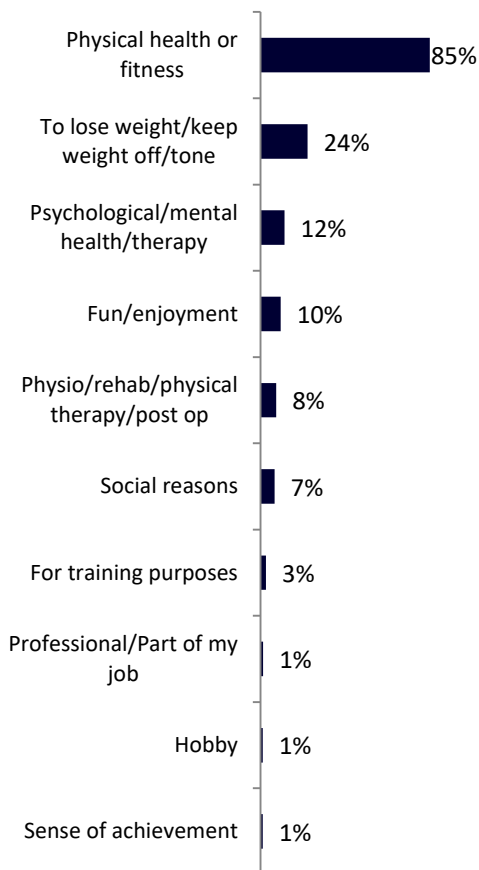 Physical health or
fitness
85%
To lose weight/keep
weight off/tone
24%
Psychological/mental
health/therapy
12%
Fun/enjoyment
10%
Physio/rehab/physical
therapy/post op
8%
Social reasons
7%
For training purposes
3%
Professional/Part of my
job
1%
Hobby
1%
Sense of achievement
1%